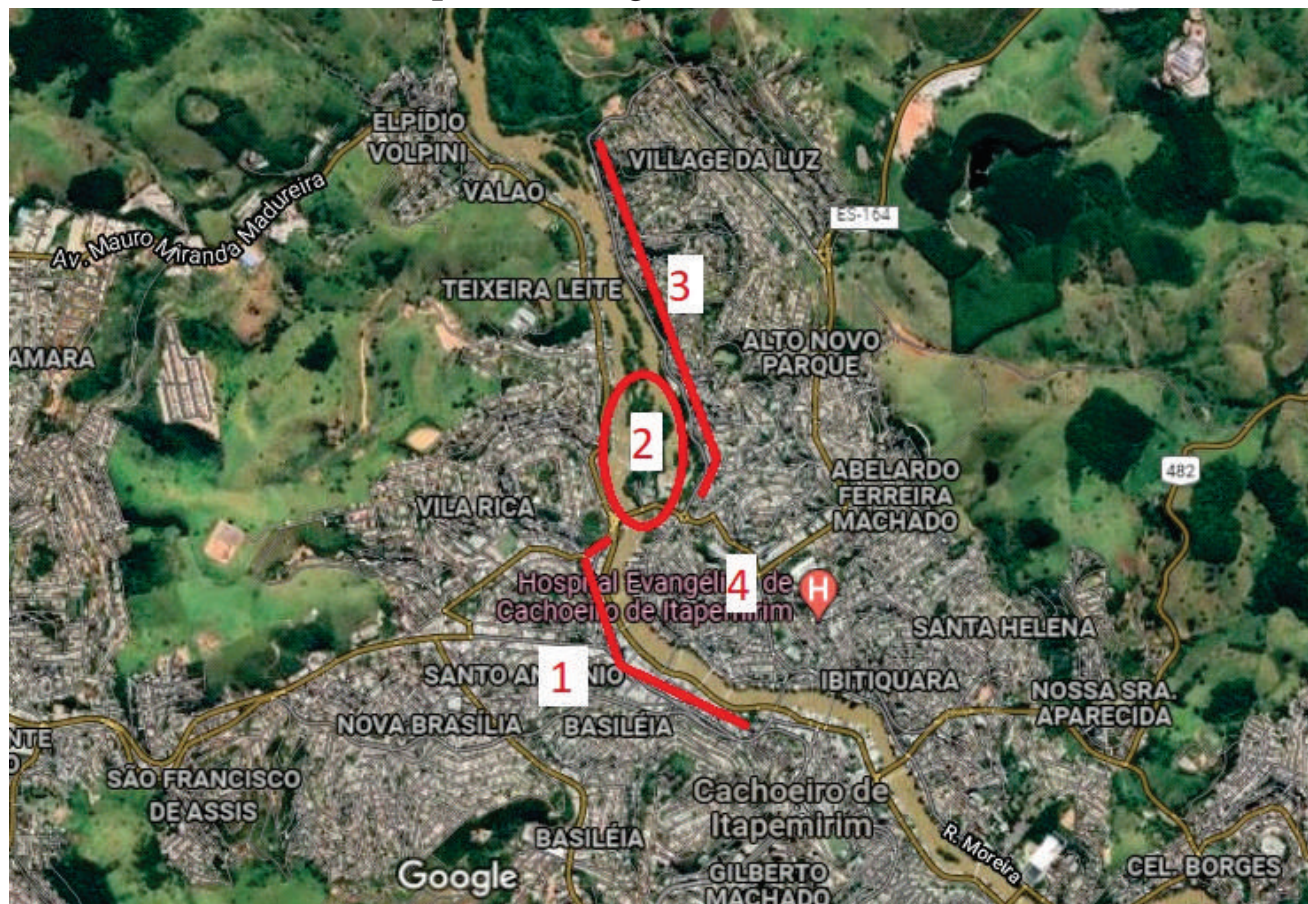 ELPÍDIO
VOLPINI
VILLAGE DA LUZ
VALAO
ES-164
Av. Mauro Miranda Madureira
3
TEIXEIRA LEITE
AMARA
ALTO NOVO
PARQUE
2
482
ABELARDO
FERREIRA
MACHADO
VILA RICA
Hospital Evangélico de
Cachoeiro de Itapemirim
4
H
SANTA HELENA
SANTO ANTÔNIO
1
IBITIQUARA
NOSSA SRA.
APARECIDA
NOVA BRASÍLIA
BASILÉIA
NTE
SÃO FRANCISCO
DE ASSIS
Cachoeiro de
Itapemirim
BASILÉIA
R. Moreira
Google
GILBERTO
MACHADO
CEL. BORGES